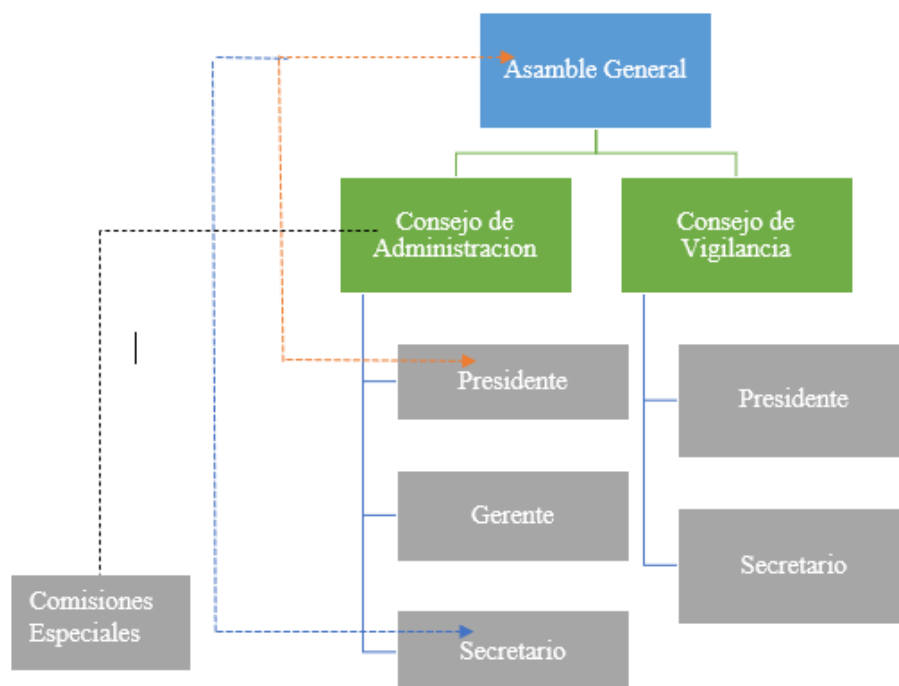 Asamble General
Consejo de
Administracion
Consejo de
Vigilancia
Presidente
Presidente
Gerente
Secretario
Comisiones
Especiales
Secretario